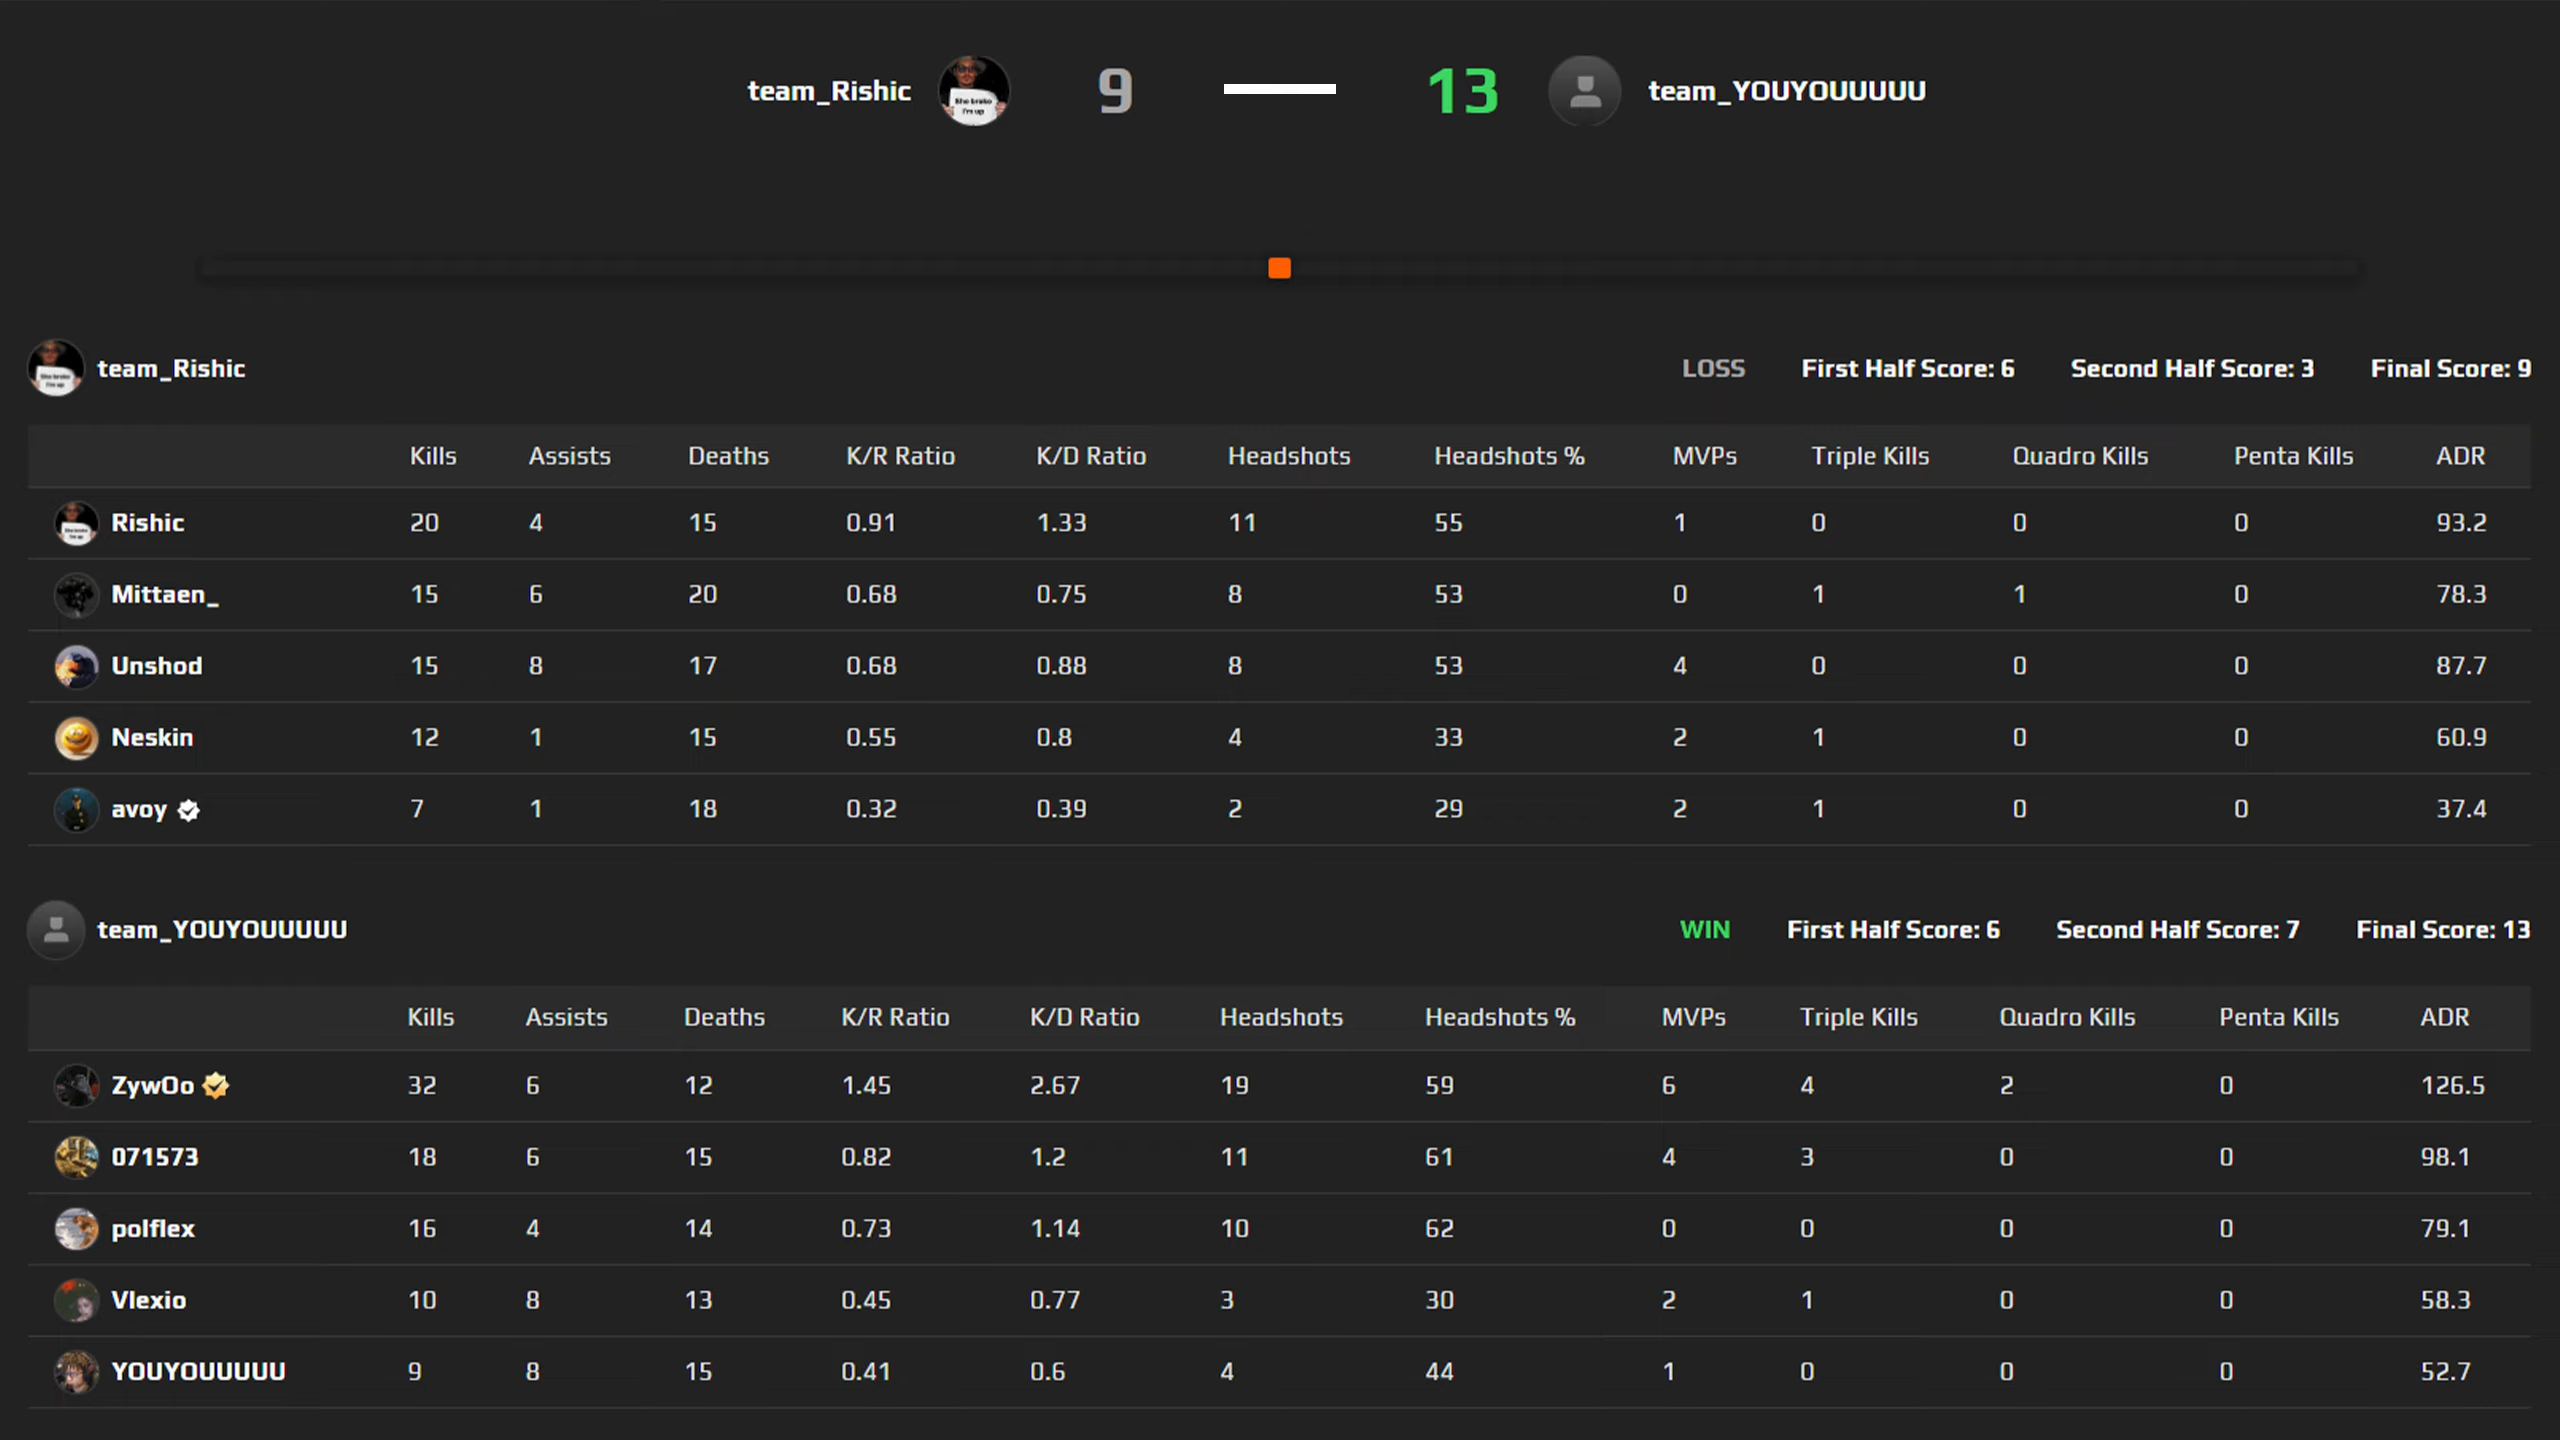 team_Rishic 9 13 team_YOUYOUUUUU
team_Rishic LOSS First Half Score: 6 Second Half Score: 3 Final Score: 9
Kills Assists Deaths K/R Ratio K/D Ratio Headshots Headshots % MVPs Triple Kills Quadro Kills Penta Kills ADR
Rishic 20 4 15 0.91 1.33 11 55 1 0 0 0 93.2
Mittaen_ 15 6 20 0.68 0.75 8 53 0 1 1 0 78.3
Unshod 15 8 17 0.68 0.88 8 53 4 0 0 0 87.7
Neskin 12 1 15 0.55 0.8 4 33 2 1 0 0 60.9
avoy 7 1 18 0.32 0.39 2 29 2 1 0 0 37.4
team_YOUYOUUUUU WIN First Half Score: 6 Second Half Score: 7 Final Score: 13
Kills Assists Deaths K/R Ratio K/D Ratio Headshots Headshots % MVPs Triple Kills Quadro Kills Penta Kills ADR
ZywOo 32 6 12 1.45 2.67 19 59 6 4 2 0 126.5
071573 18 6 15 0.82 1.2 11 61 4 3 0 0 98.1
polflex 16 4 14 0.73 1.14 10 62 0 0 0 0 79.1
Vlexio 10 8 13 0.45 0.77 3 30 2 1 0 0 58.3
YOUYOUUUUU 9 8 15 0.41 0.6 4 44 1 0 0 0 52.7